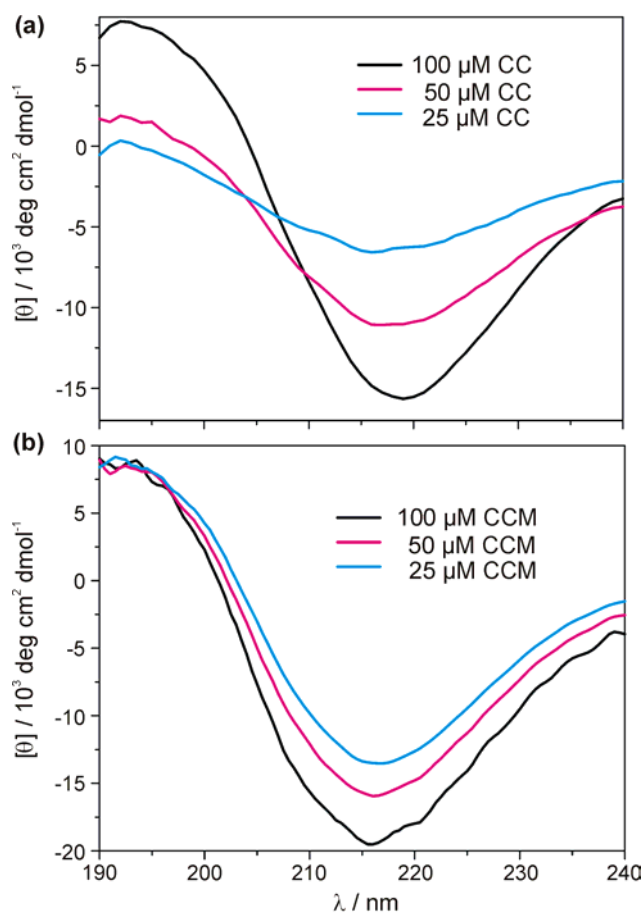 (a)
5
0
-5
-10
-15
[θ] / 10³ deg cm² dmol⁻¹
100 µM CC
50 µM CC
25 µM CC
(b)
10
5
0
-5
-10
-15
-20
[θ] / 10³ deg cm² dmol⁻¹
100 µM CCM
50 µM CCM
25 µM CCM
190 200 210 220 230 240
λ / nm